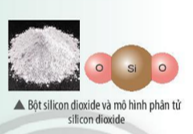 O Si O
▲ Bột silicon dioxide và mô hình phân tử
silicon dioxide